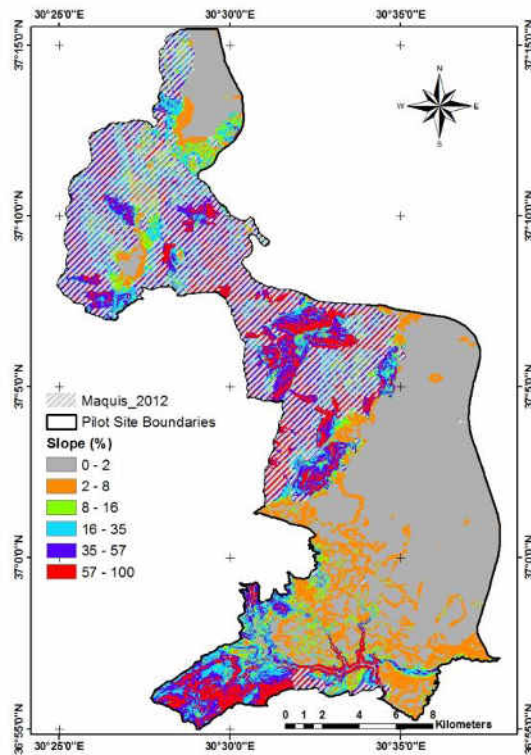 30°25'0"E 30°30'0"E 30°35'0"E
37°15'0"N 37°15'0"N
N
W E
S
37°10'0"N 37°10'0"N
37°5'0"N 37°5'0"N
Maquis_2012
Pilot Site Boundaries
Slope (%)
0 - 2
2 - 8
8 - 16
16 - 35
35 - 57
57 - 100
37°0'0"N 37°0'0"N
36°55'0"N 36°55'0"N
0 1 2 4 6 8
Kilometers
30°25'0"E 30°30'0"E 30°35'0"E